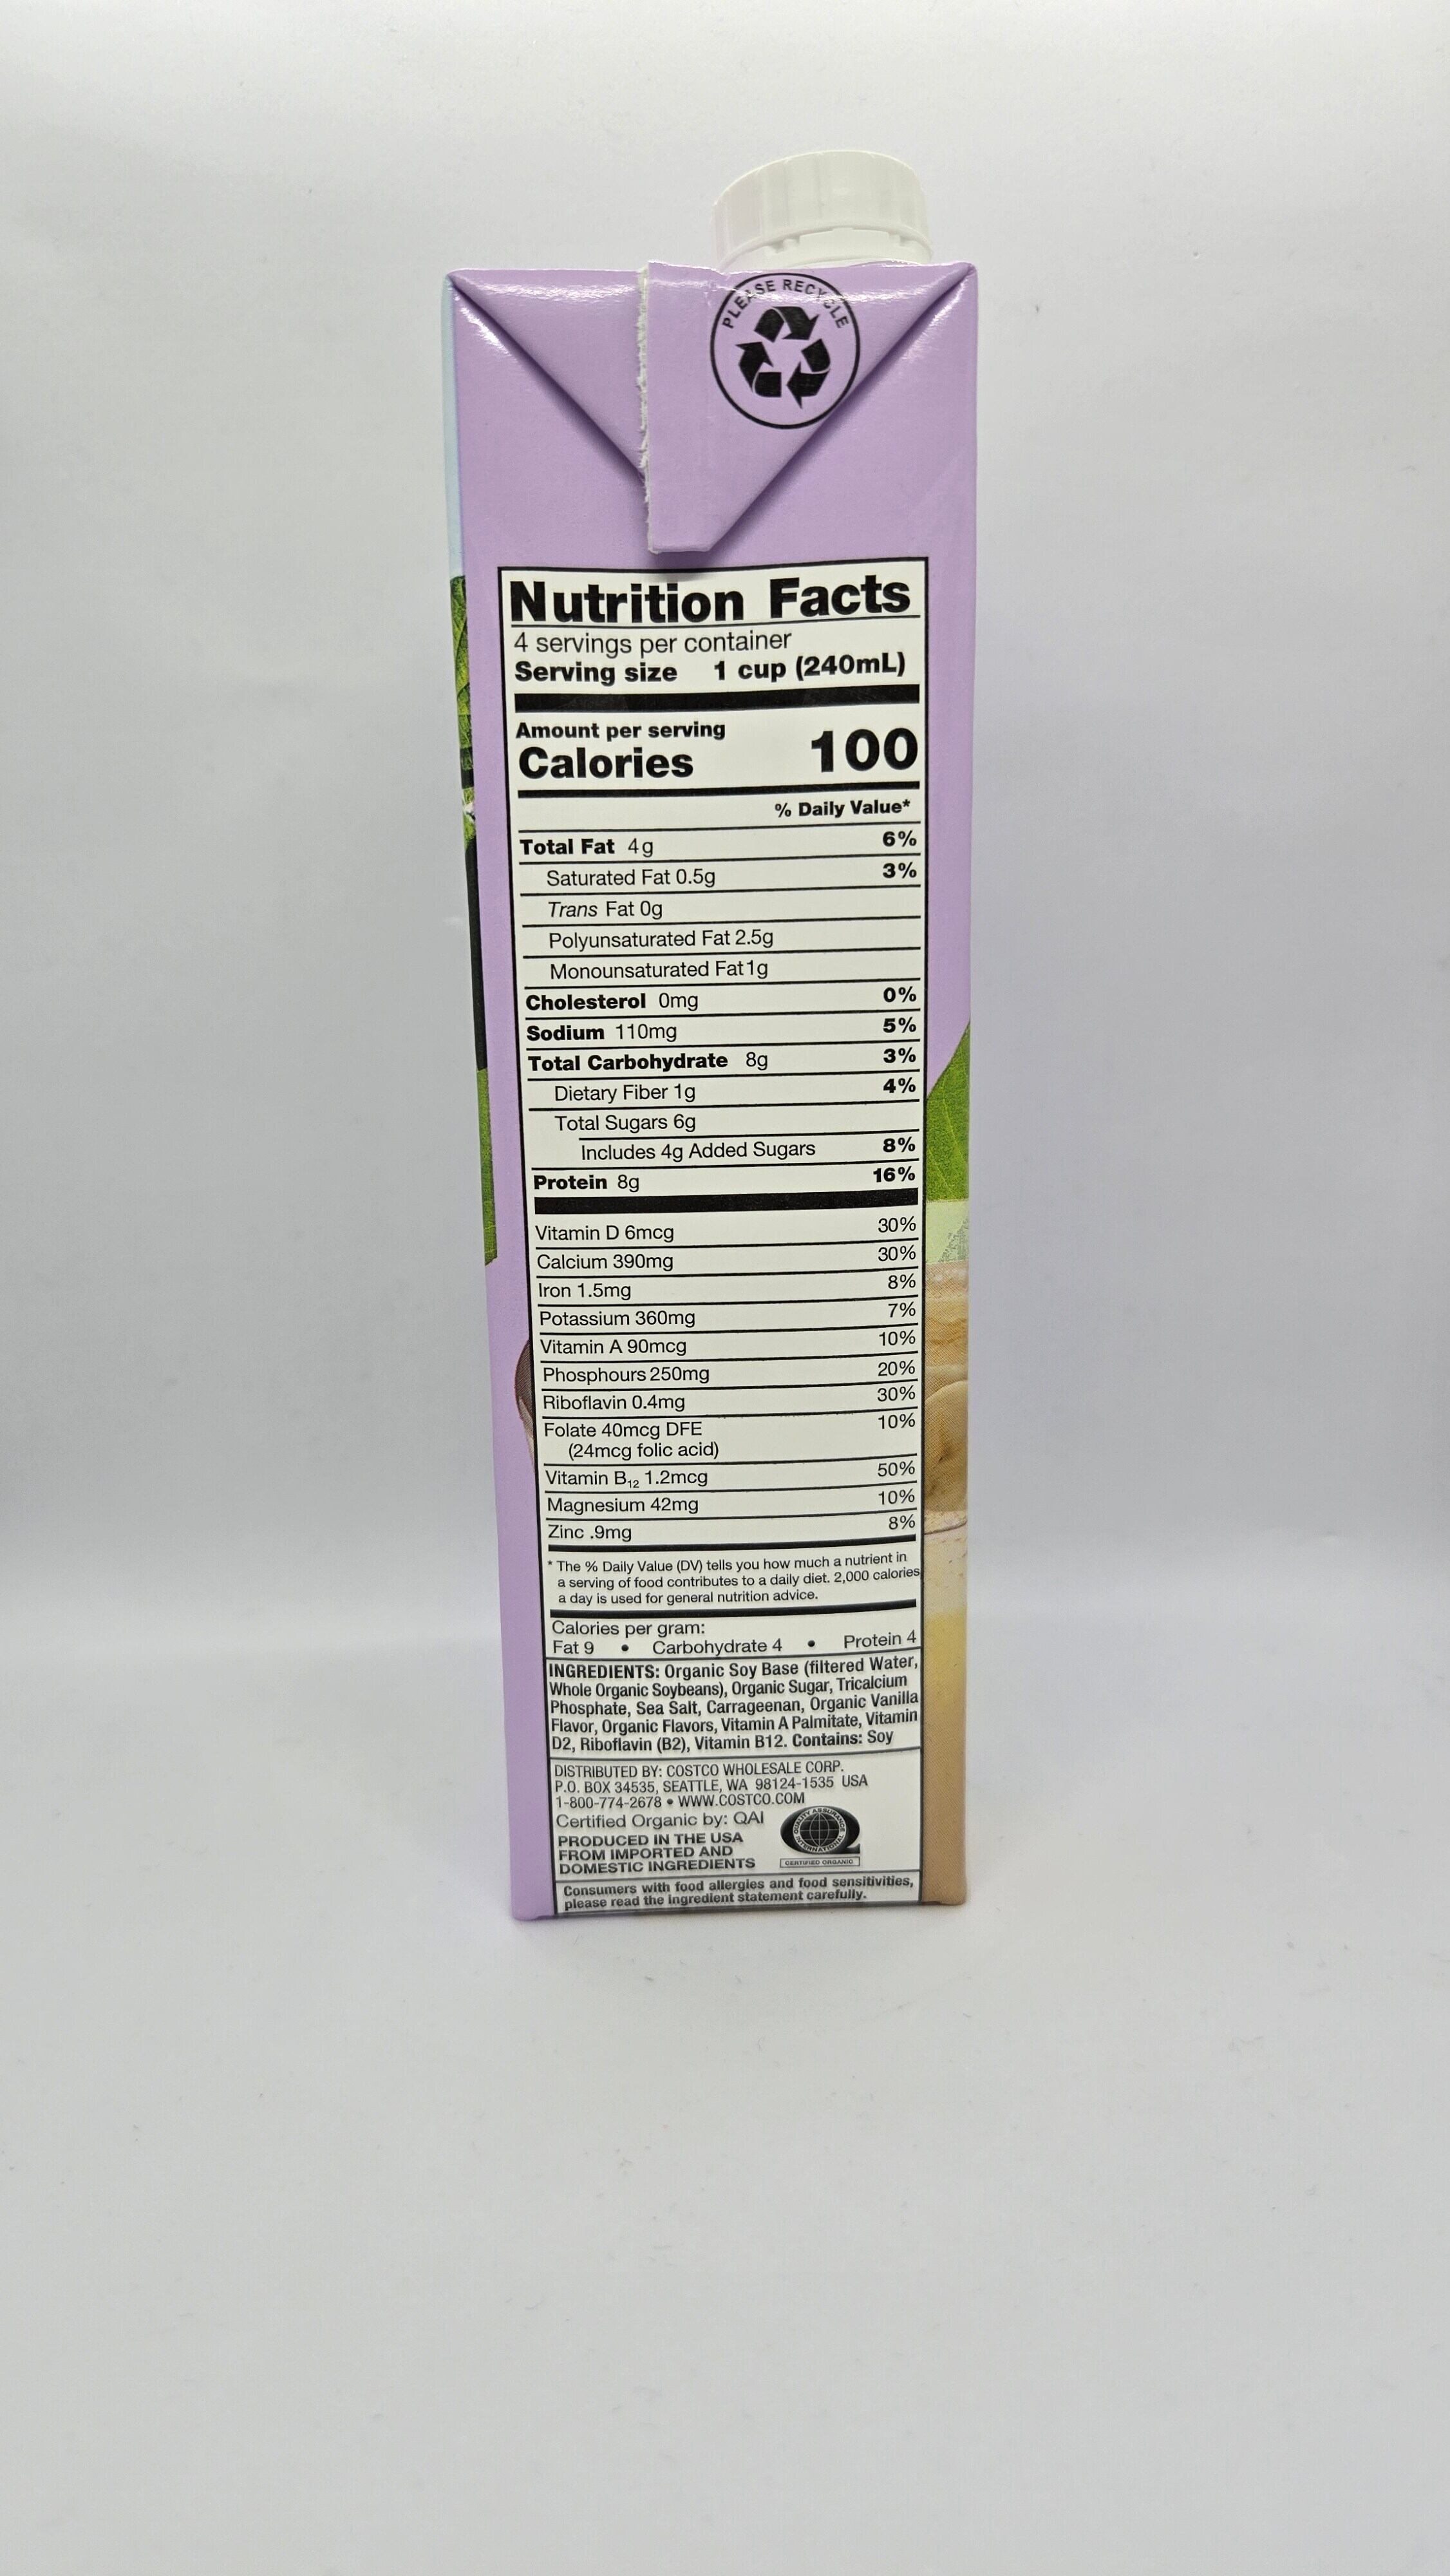 PLEASE RECYCLE
Nutrition Facts
4 servings per container
Serving size 1 cup (240mL)
Amount per serving
Calories 100
% Daily Value*
Total Fat 4g 6%
Saturated Fat 0.5g 3%
Trans Fat 0g
Polyunsaturated Fat 2.5g
Monounsaturated Fat 1g
Cholesterol 0mg 0%
Sodium 110mg 5%
Total Carbohydrate 8g 3%
Dietary Fiber 1g 4%
Total Sugars 6g
Includes 4g Added Sugars 8%
Protein 8g 16%
Vitamin D 6mcg 30%
Calcium 390mg 30%
Iron 1.5mg 8%
Potassium 360mg 7%
Vitamin A 90mcg 10%
Phosphours 250mg 20%
Riboflavin 0.4mg 30%
Folate 40mcg DFE 10%
(24mcg folic acid)
Vitamin B12 1.2mcg 50%
Magnesium 42mg 10%
Zinc .9mg 8%
* The % Daily Value (DV) tells you how much a nutrient in
a serving of food contributes to a daily diet. 2,000 calories
a day is used for general nutrition advice.
Calories per gram:
Fat 9 • Carbohydrate 4 • Protein 4
INGREDIENTS: Organic Soy Base (filtered Water,
Whole Organic Soybeans), Organic Sugar, Tricalcium
Phosphate, Sea Salt, Carrageenan, Organic Vanilla
Flavor, Organic Flavors, Vitamin A Palmitate, Vitamin
D2, Riboflavin (B2), Vitamin B12. Contains: Soy
DISTRIBUTED BY: COSTCO WHOLESALE CORP.
P.O. BOX 34535, SEATTLE, WA 98124-1535 USA
1-800-774-2678 • WWW.COSTCO.COM
Certified Organic by: QAI
PRODUCED IN THE USA
FROM IMPORTED AND
DOMESTIC INGREDIENTS
QUALITY ASSURANCE INTERNATIONAL
CERTIFIED ORGANIC
Consumers with food allergies and food sensitivities,
please read the ingredient statement carefully.